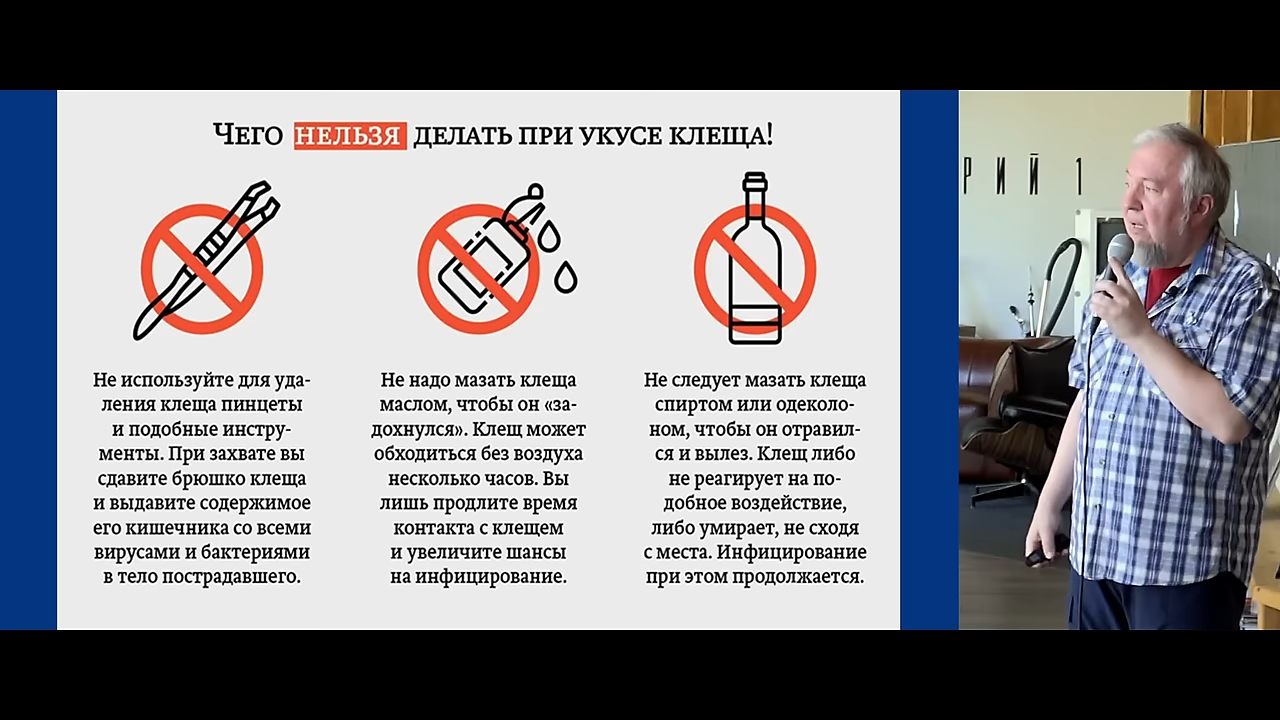 Чего нельзя делать при укусе клеща!
Не используйте для уда-
ления клеща пинцеты
и подобные инстру-
менты. При захвате вы
сдавите брюшко клеща
и выдавите содержимое
его кишечника со всеми
вирусами и бактериями
в тело пострадавшего.
Не надо мазать клеща
маслом, чтобы он «за-
дохнулся». Клещ может
обходиться без воздуха
несколько часов. Вы
лишь продлите время
контакта с клещем
и увеличите шансы
на инфицирование.
Не следует мазать клеща
спиртом или одеколо-
ном, чтобы он отравил-
ся и вылез. Клещ либо
не реагирует на по-
добное воздействие,
либо умирает, не сходя
с места. Инфицирование
при этом продолжается.
РИЙ 1